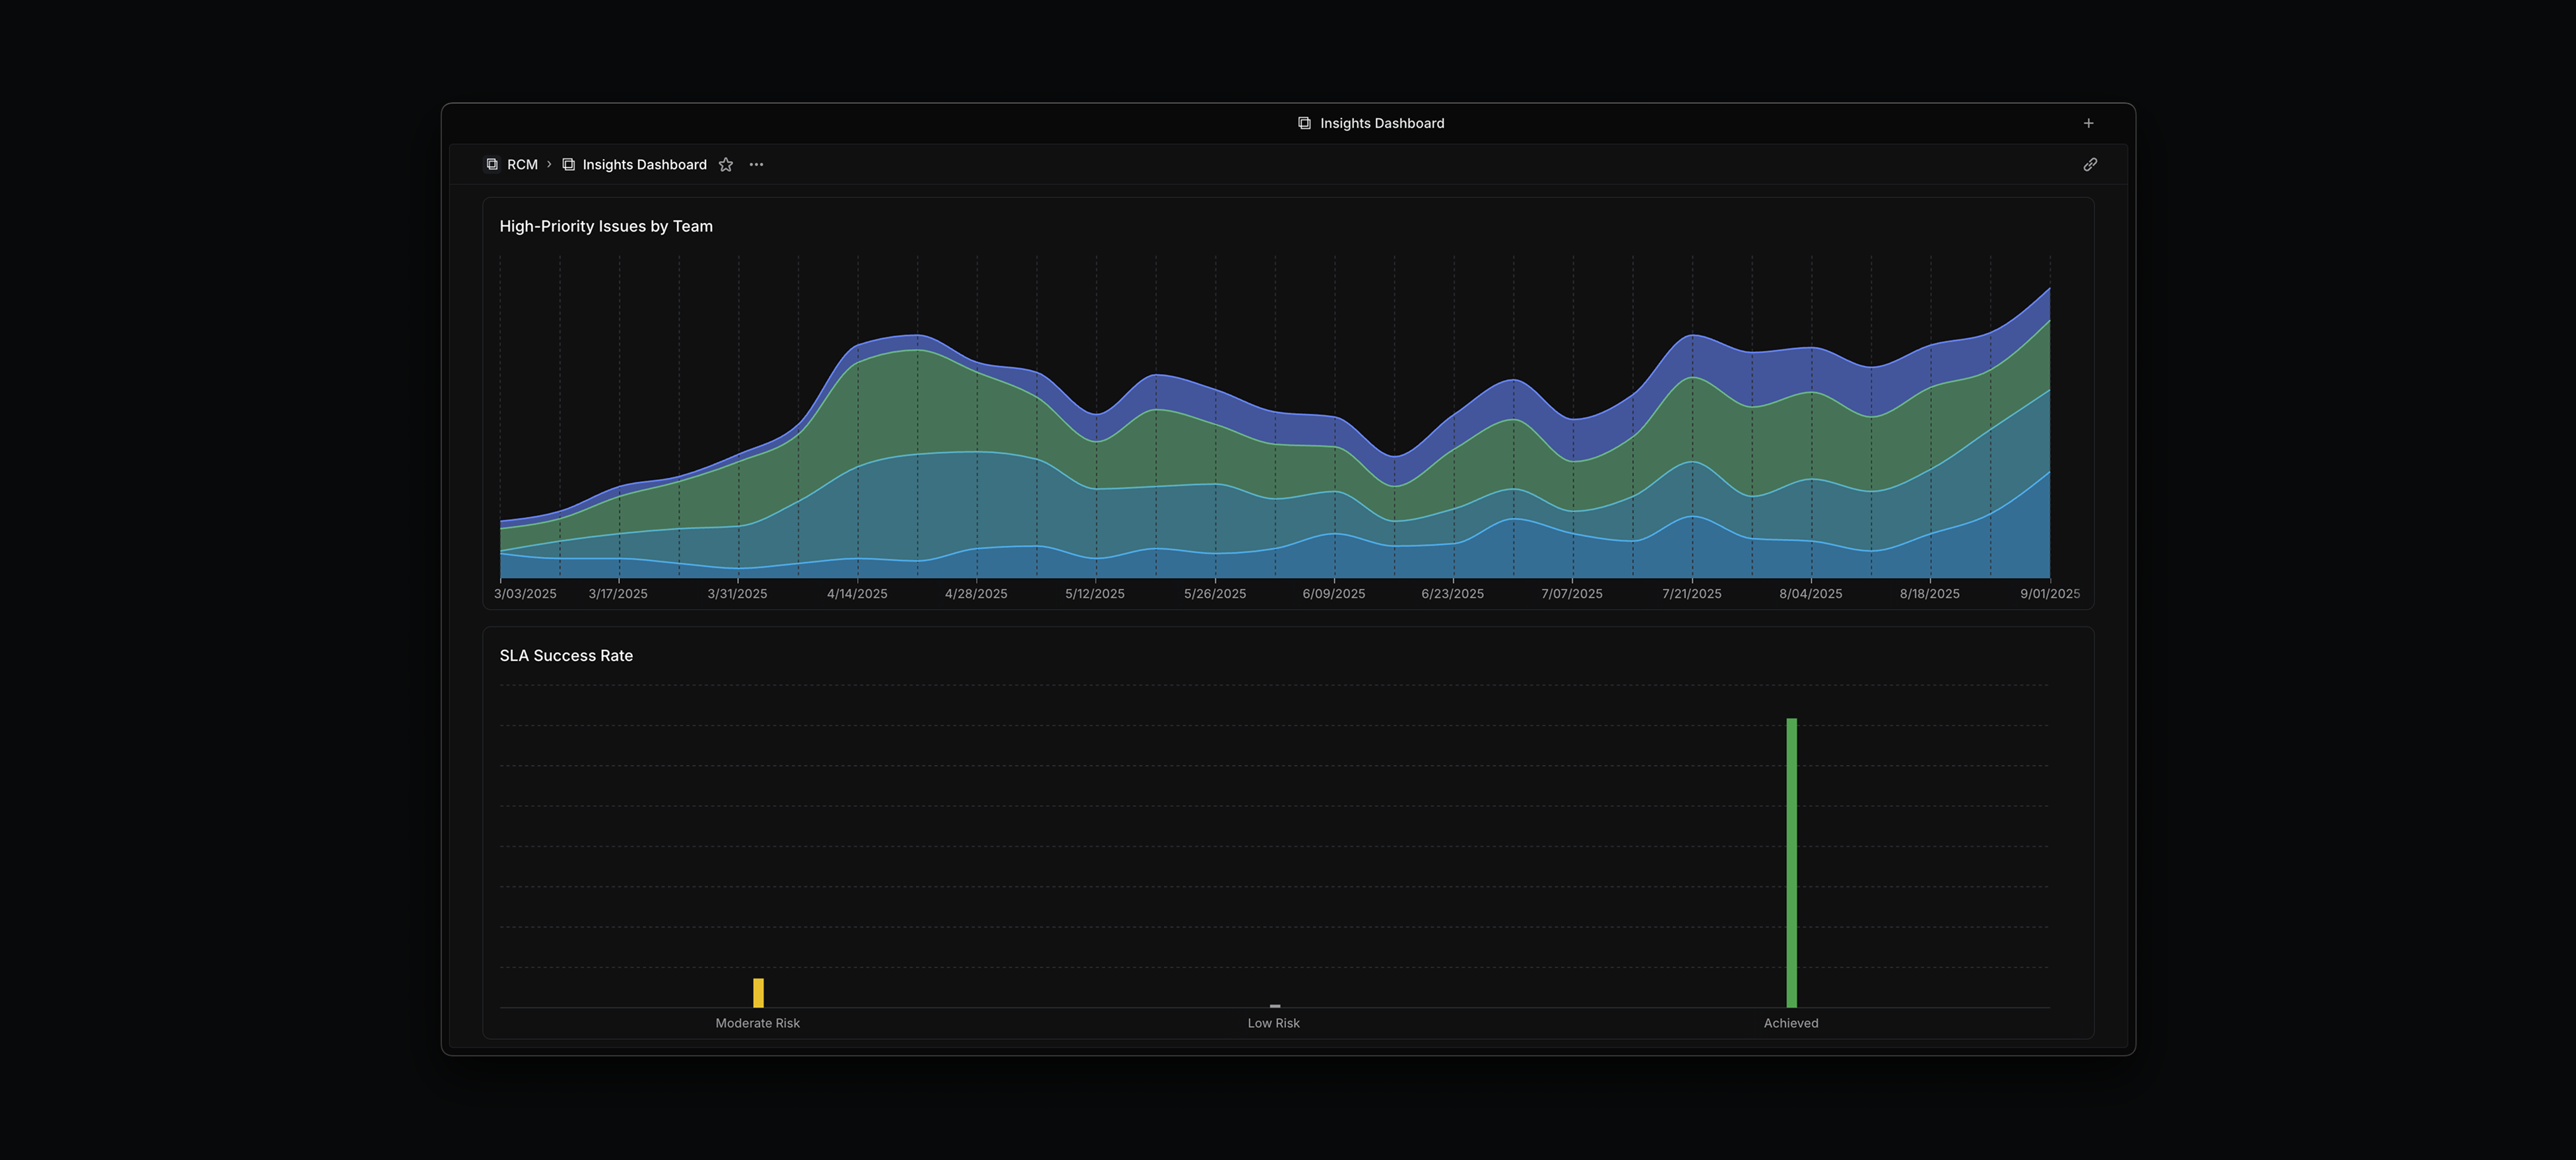 Insights Dashboard
RCM › Insights Dashboard
High-Priority Issues by Team
3/03/2025 3/17/2025 3/31/2025 4/14/2025 4/28/2025 5/12/2025 5/26/2025 6/09/2025 6/23/2025 7/07/2025 7/21/2025 8/04/2025 8/18/2025 9/01/2025
SLA Success Rate
Moderate Risk Low Risk Achieved